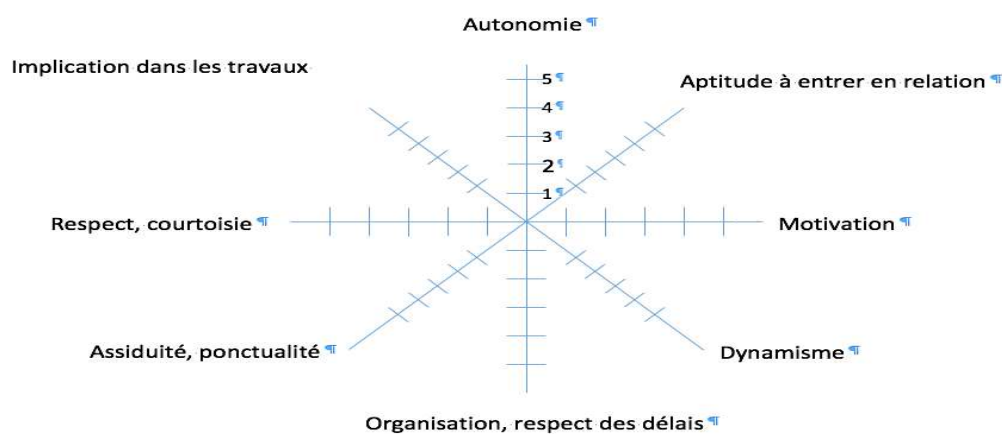 Autonomie ¶
Implication dans les travaux
Aptitude à entrer en relation ¶
5 ¶
4 ¶
3 ¶
2 ¶
1 ¶
Respect, courtoisie ¶
Motivation ¶
Assiduité, ponctualité ¶
Dynamisme ¶
Organisation, respect des délais ¶